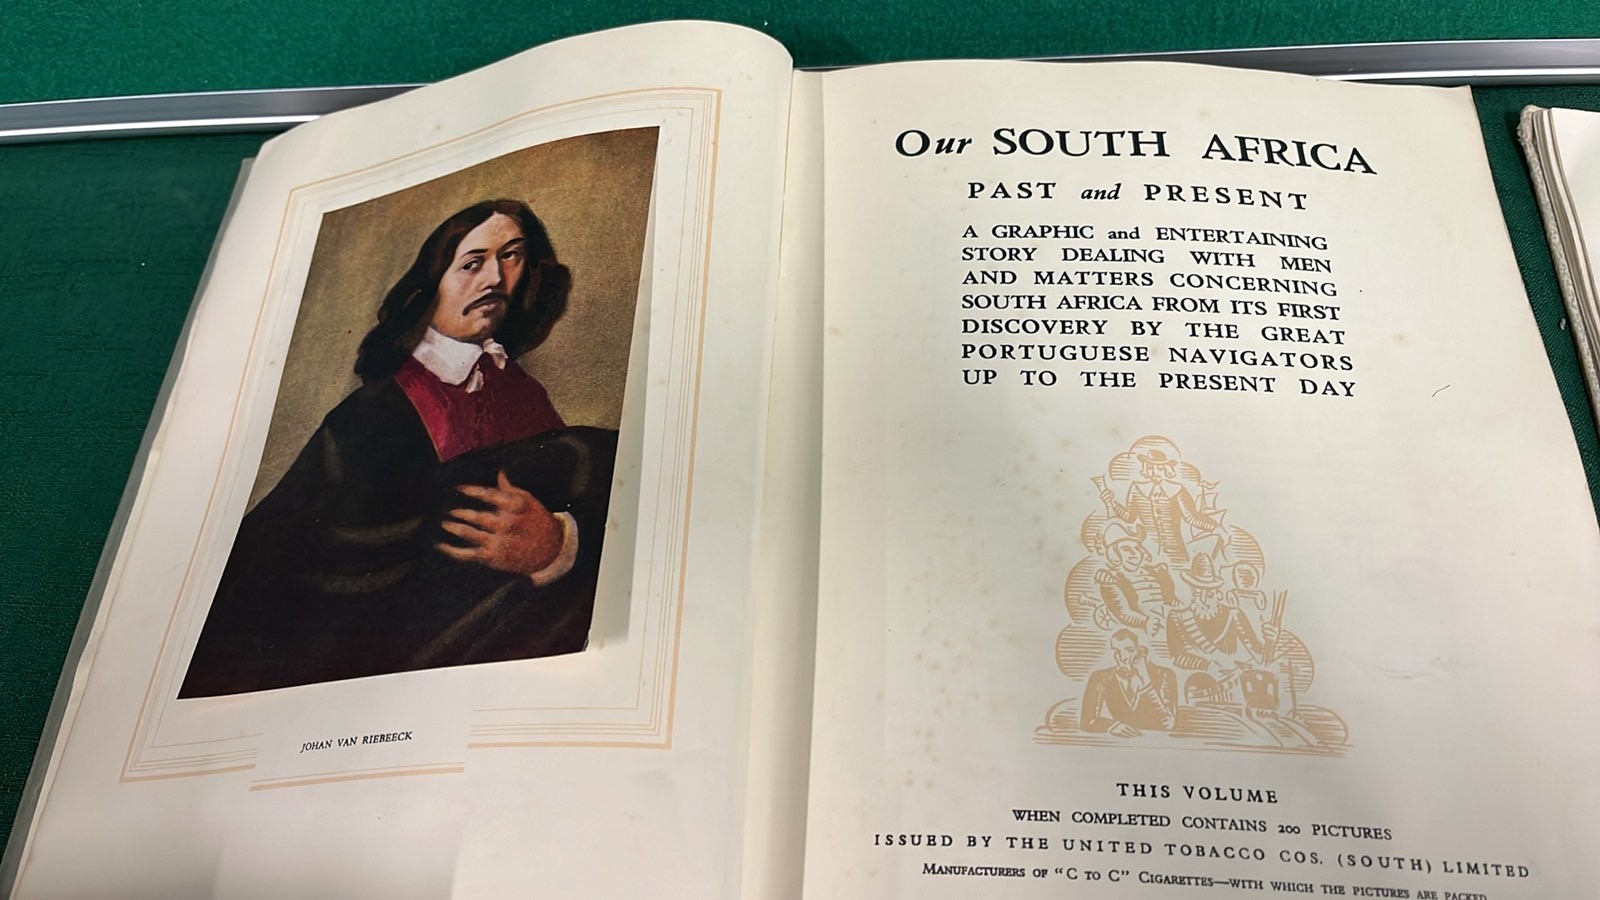 JOHAN VAN RIEBEECK
Our SOUTH AFRICA
PAST and PRESENT
A GRAPHIC and ENTERTAINING
STORY DEALING WITH MEN
AND MATTERS CONCERNING
SOUTH AFRICA FROM ITS FIRST
DISCOVERY BY THE GREAT
PORTUGUESE NAVIGATORS
UP TO THE PRESENT DAY
THIS VOLUME
WHEN COMPLETED CONTAINS 200 PICTURES
ISSUED BY THE UNITED TOBACCO COS. (SOUTH) LIMITED
MANUFACTURERS OF "C TO C" CIGARETTES—WITH WHICH THE PICTURES ARE PACKED